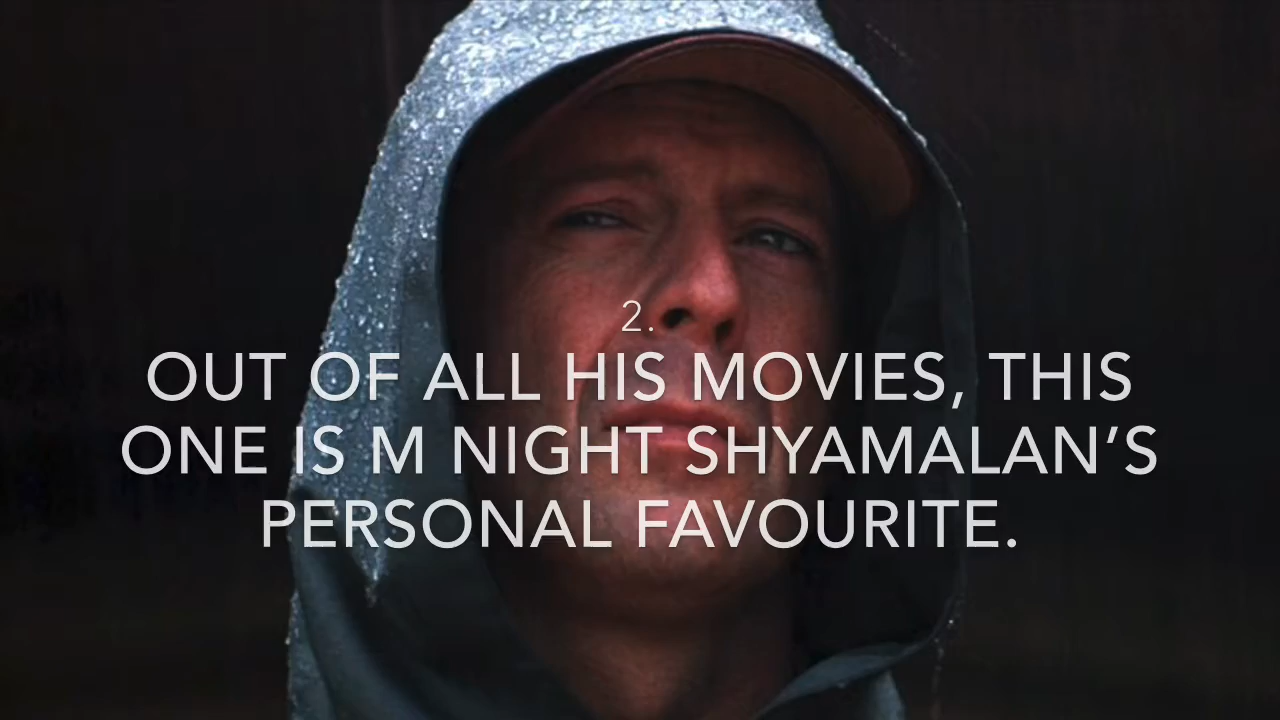 2.
OUT OF ALL HIS MOVIES, THIS
ONE IS M NIGHT SHYAMALAN’S
PERSONAL FAVOURITE.